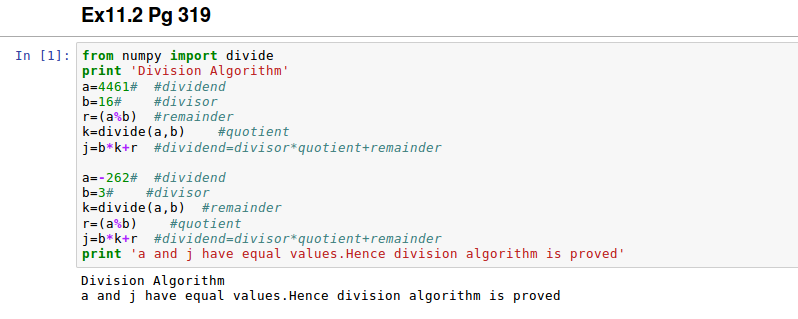 Ex11.2 Pg 319
In [1]: from numpy import divide
print 'Division Algorithm'
a=4461#  #dividend
b=16#    #divisor
r=(a%b)  #remainder
k=divide(a,b)    #quotient
j=b*k+r  #dividend=divisor*quotient+remainder
a=-262#  #dividend
b=3#    #divisor
k=divide(a,b)  #remainder
r=(a%b)    #quotient
j=b*k+r  #dividend=divisor*quotient+remainder
print 'a and j have equal values.Hence division algorithm is proved'
Division Algorithm
a and j have equal values.Hence division algorithm is proved